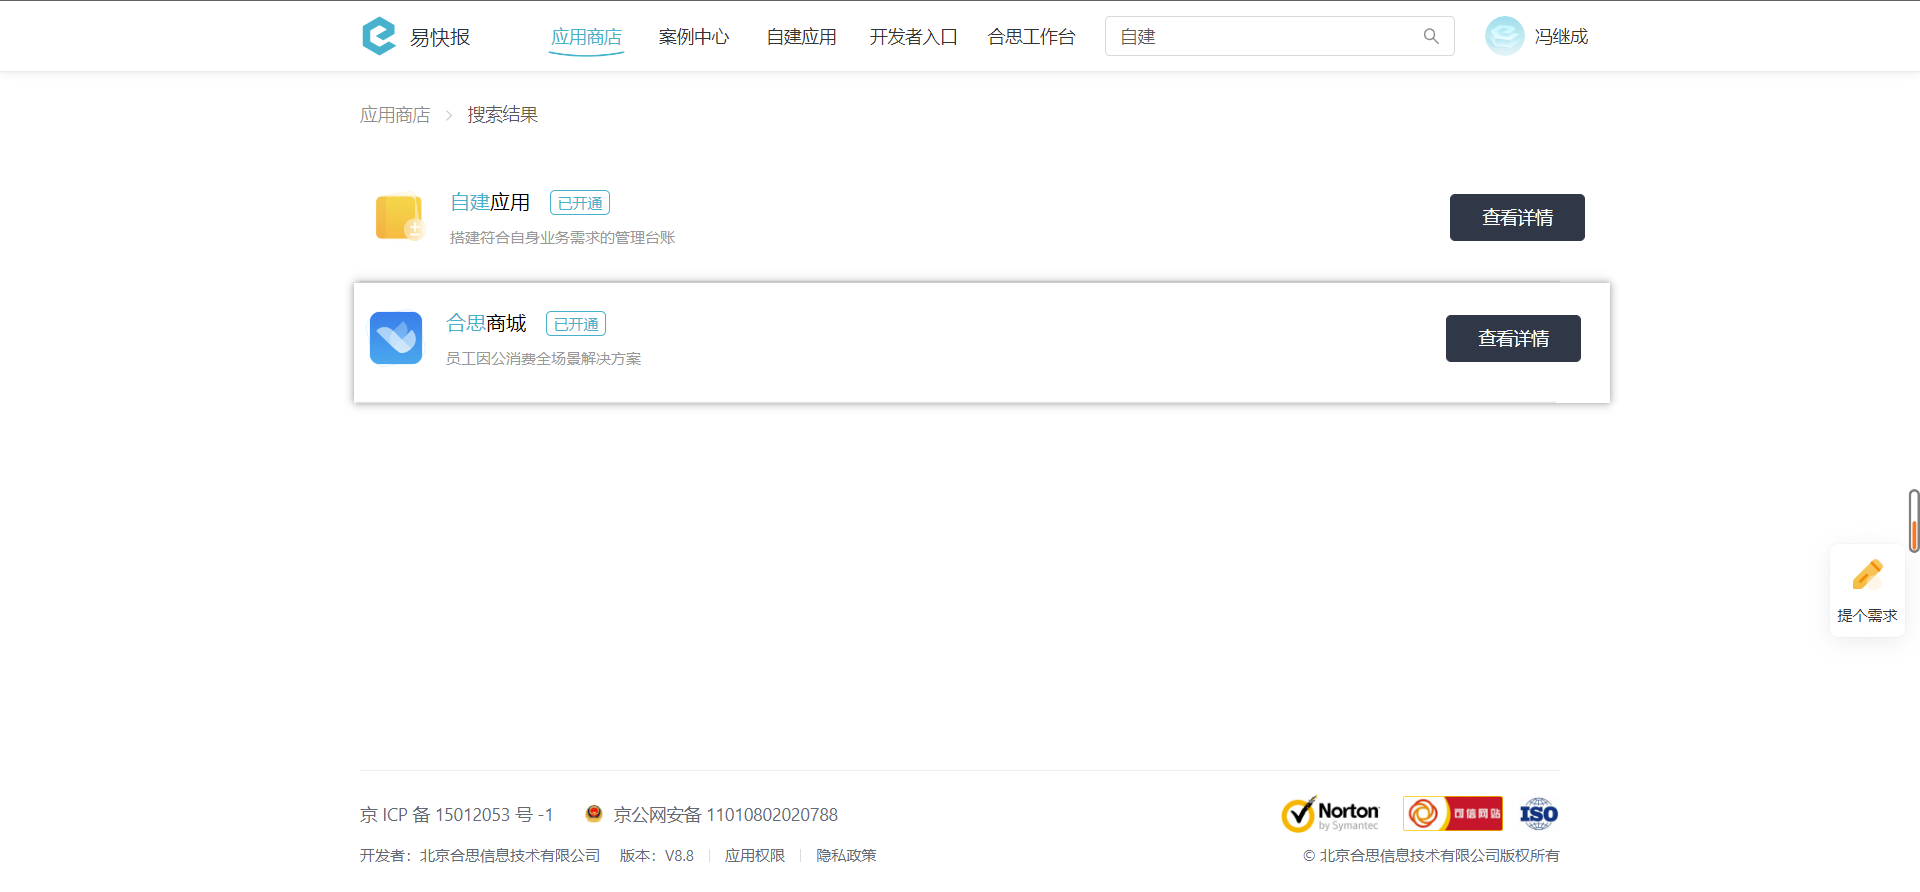 易快报 应用商店 案例中心 自建应用 开发者入口 合思工作台 自建 冯继成
应用商店 搜索结果
自建应用 已开通
搭建符合自身业务需求的管理台账
查看详情
合思商城 已开通
员工因公消费全场景解决方案
查看详情
提个需求
京 ICP 备 15012053 号 -1 京公网安备 11010802020788
Norton
by Symantec
可信网站
ISO
开发者：北京合思信息技术有限公司 版本：V8.8 应用权限 隐私政策
© 北京合思信息技术有限公司版权所有